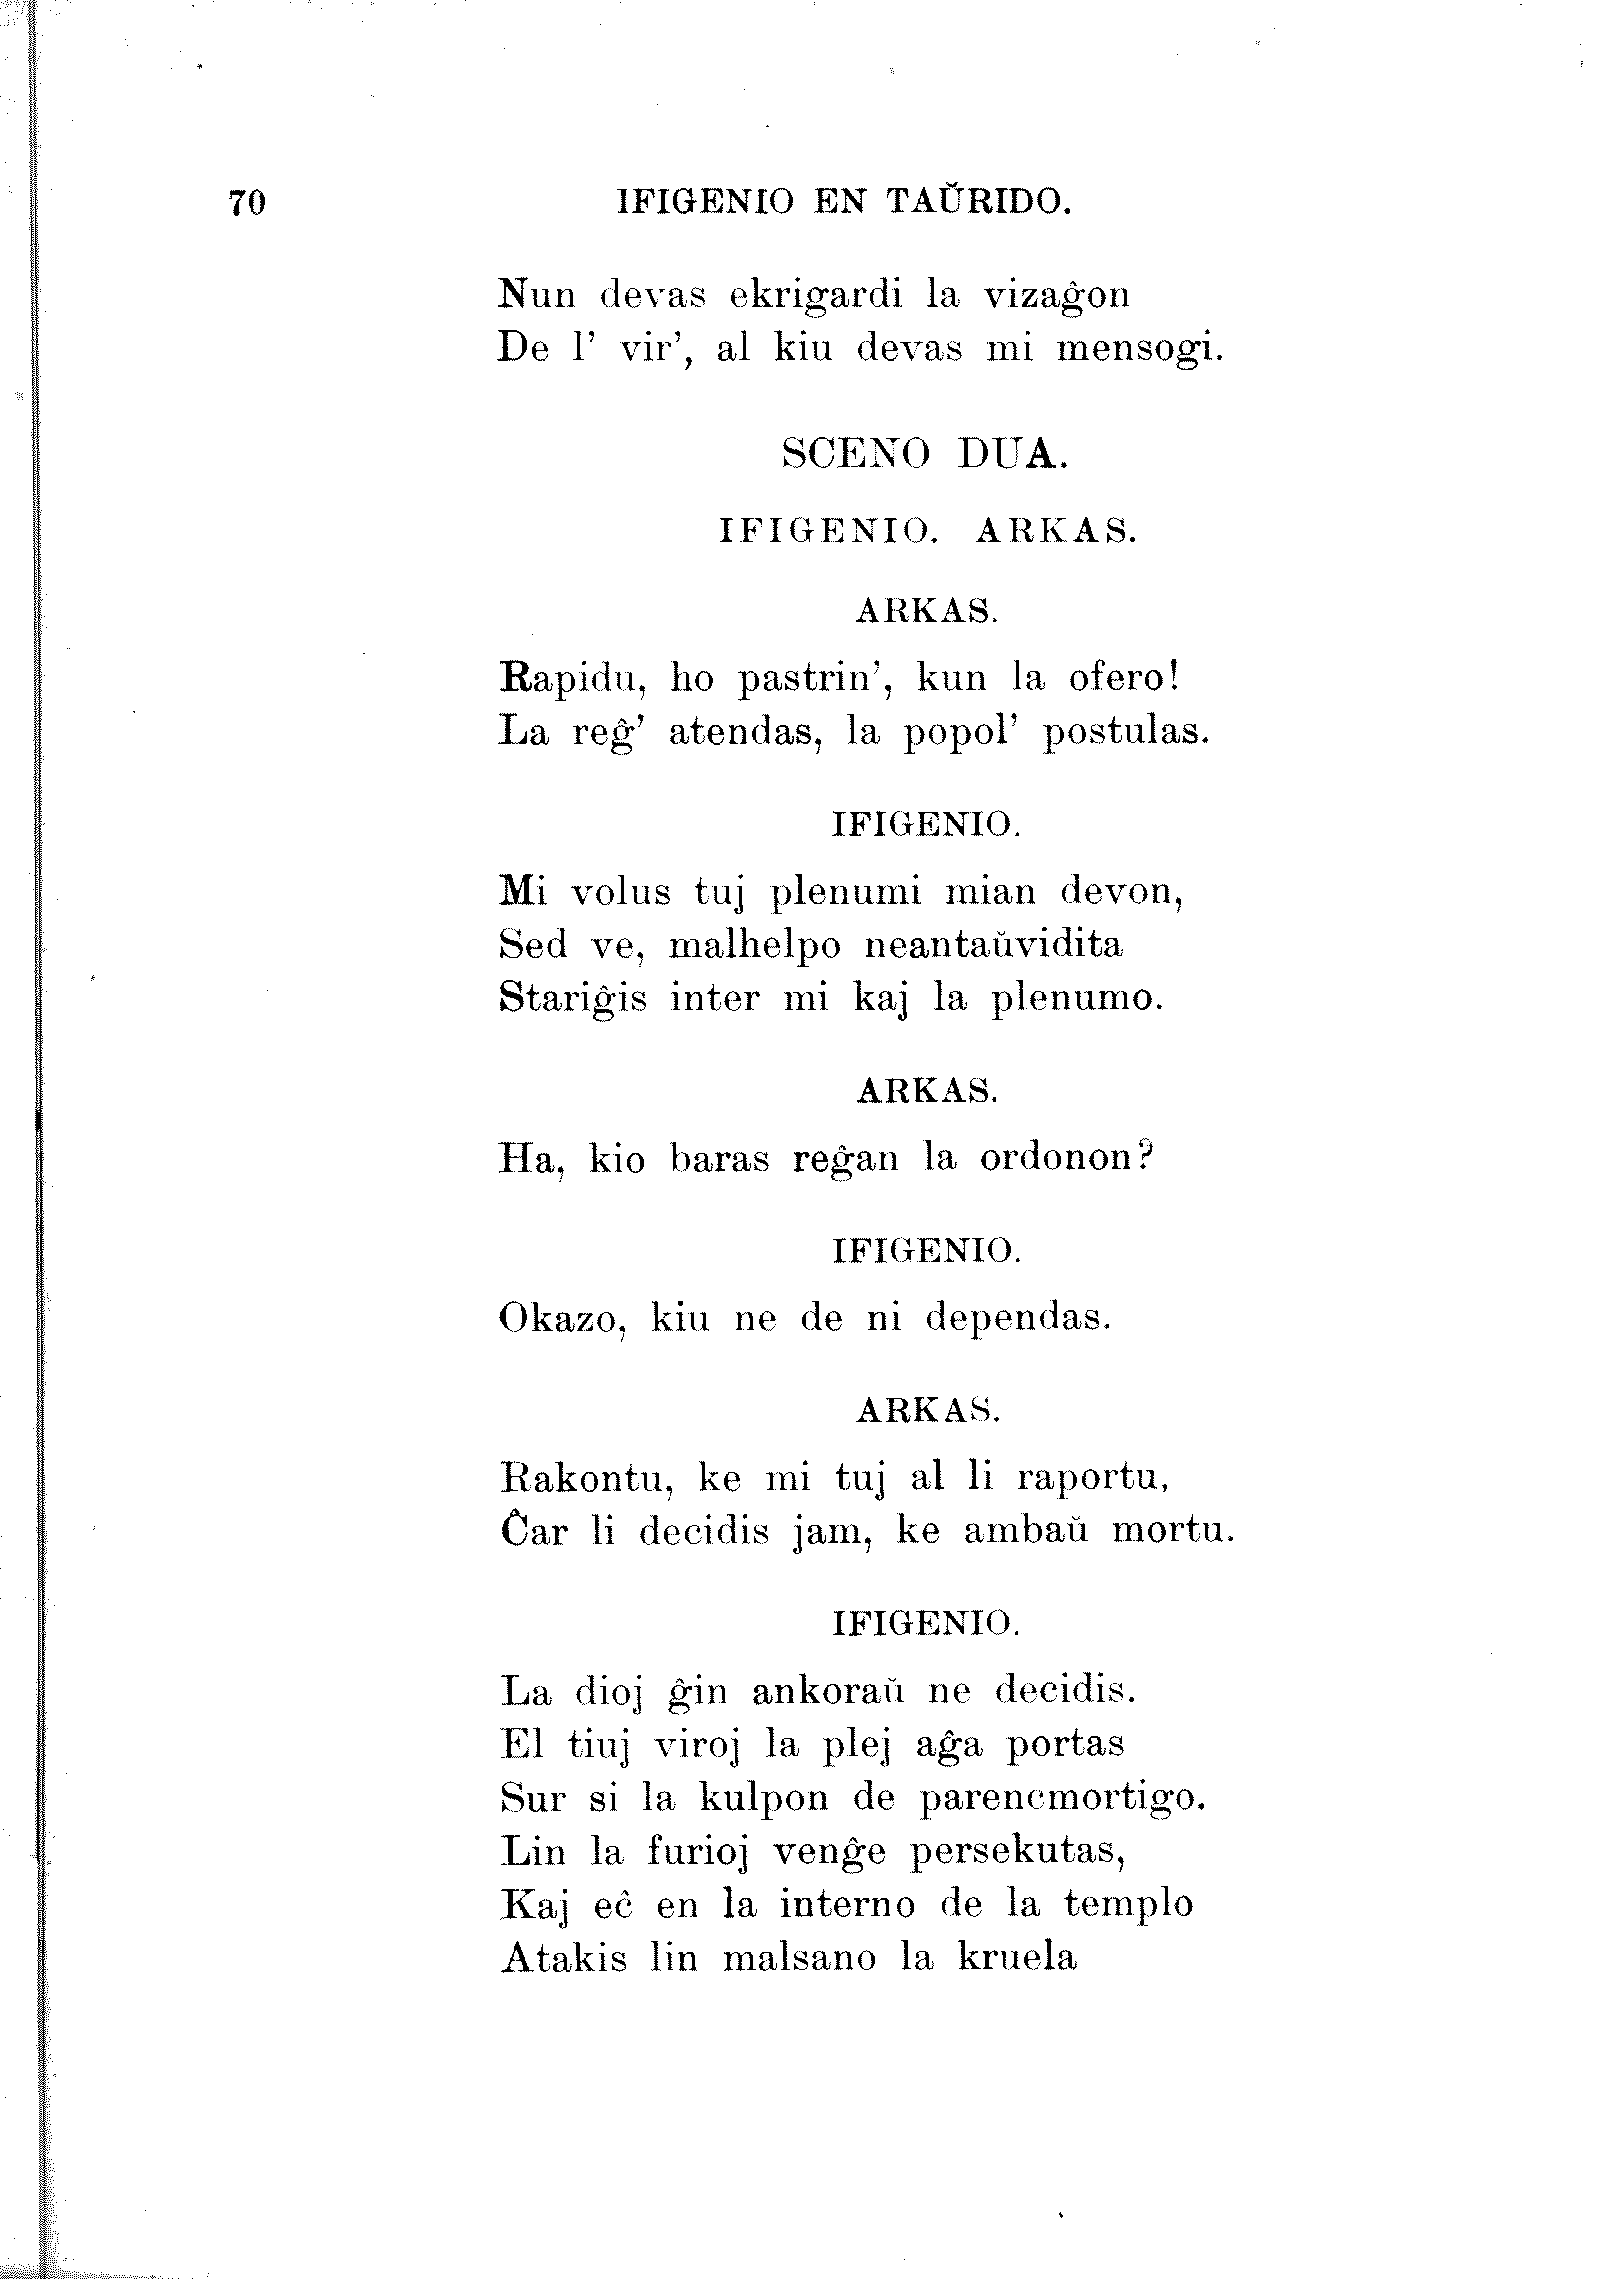 70 IFIGENIO EN TAŬRIDO.
Nun devas ekrigardi la vizaĝon
De l' vir', al kiu devas mi mensogi.
SCENO DUA.
IFIGENIO. ARKAS.
ARKAS.
Rapidu, ho pastrin', kun la ofero!
La reĝ' atendas, la popol' postulas.
IFIGENIO.
Mi volus tuj plenumi mian devon,
Sed ve, malhelpo neantaŭvidita
Stariĝis inter mi kaj la plenumo.
ARKAS.
Ha, kio baras reĝan la ordonon?
IFIGENIO.
Okazo, kiu ne de ni dependas.
ARKAS.
Rakontu, ke mi tuj al li raportu,
Ĉar li decidis jam, ke ambaŭ mortu.
IFIGENIO.
La dioj ĝin ankoraŭ ne decidis.
El tiuj viroj la plej aĝa portas
Sur si la kulpon de parencmortigo.
Lin la furioj venĝe persekutas,
Kaj eĉ en la interno de la templo
Atakis lin malsano la kruela